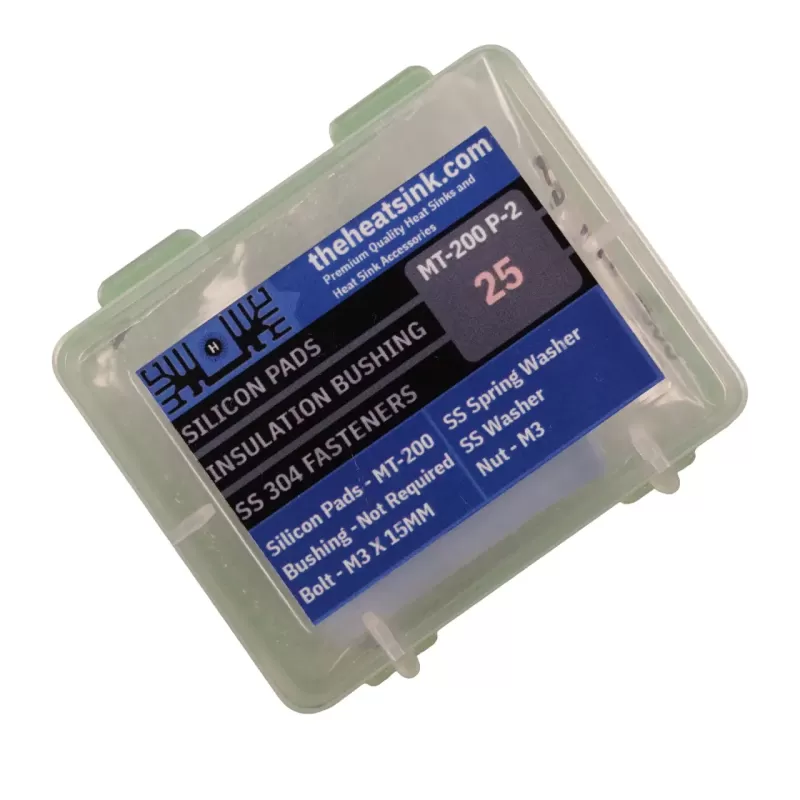 theheatsink.com
Premium Quality Heat Sinks and
Heat Sink Accessories
H
MT-200 P-2
25
SILICON PADS
INSULATION BUSHING
SS 304 FASTENERS
Silicon Pads - MT-200
Bushing - Not Required
Bolt - M3 X 15MM
SS Spring Washer
SS Washer
Nut - M3